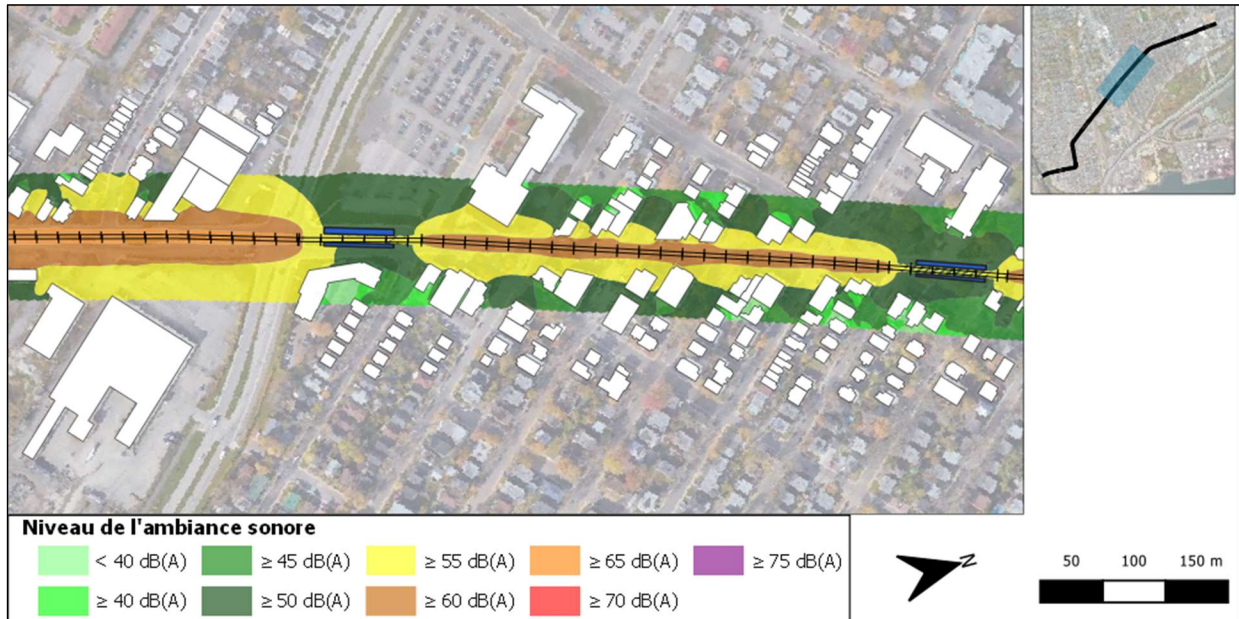 Niveau de l'ambiance sonore
< 40 dB(A)
≥ 45 dB(A)
≥ 55 dB(A)
≥ 65 dB(A)
≥ 75 dB(A)
≥ 40 dB(A)
≥ 50 dB(A)
≥ 60 dB(A)
≥ 70 dB(A)
N
50 100 150 m